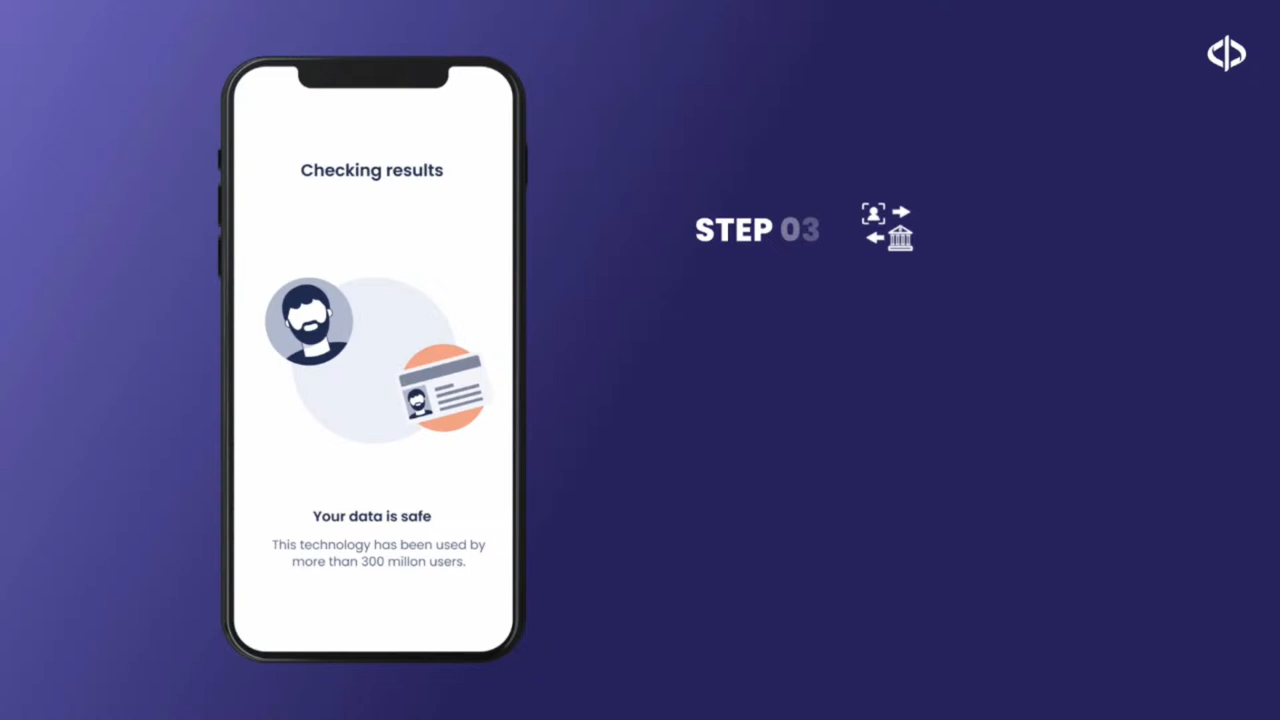 Checking results
STEP 03
Your data is safe
This technology has been used by
more than 300 millon users.